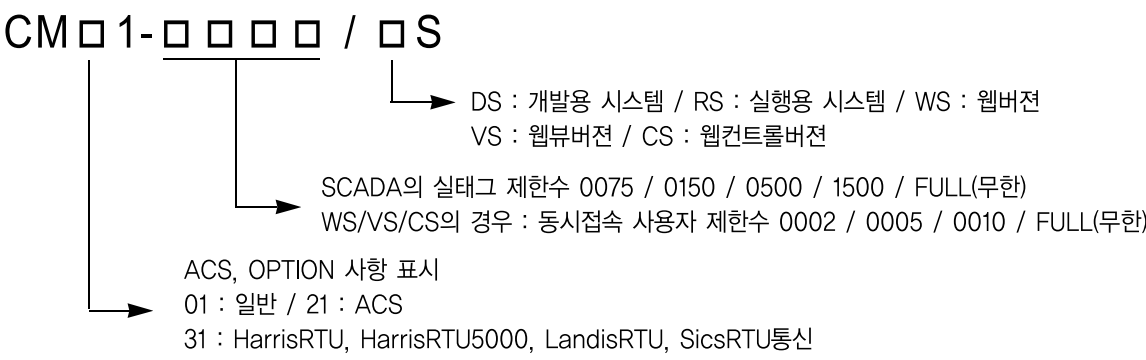 CM□1-□□□□/□S
DS : 개발용 시스템 / RS : 실행용 시스템 / WS : 웹버젼
VS : 웹뷰버젼 / CS : 웹컨트롤버젼
SCADA의 실태그 제한수 0075 / 0150 / 0500 / 1500 / FULL(무한)
WS/VS/CS의 경우 : 동시접속 사용자 제한수 0002 / 0005 / 0010 / FULL(무한)
ACS, OPTION 사항 표시
01 : 일반 / 21 : ACS
31 : HarrisRTU, HarrisRTU5000, LandisRTU, SicsRTU통신